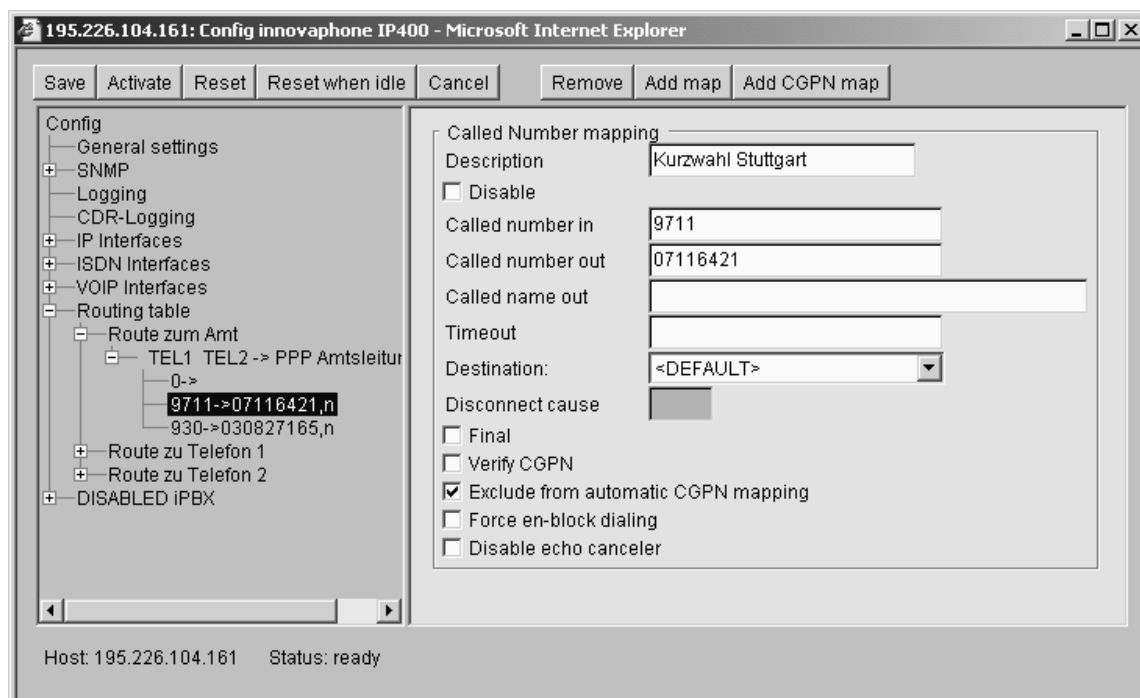 195.226.104.161: Config innovaphone IP400 - Microsoft Internet Explorer
Save Activate Reset Reset when idle Cancel Remove Add map Add CGPN map
Config
General settings
SNMP
Logging
CDR-Logging
IP Interfaces
ISDN Interfaces
VOIP Interfaces
Routing table
Route zum Amt
TEL1 TEL2 -> PPP Amtsleitur
0->
9711->07116421,n
930->030827165,n
Route zu Telefon 1
Route zu Telefon 2
DISABLED iPBX
Called Number mapping
Description Kurzwahl Stuttgart
Disable
Called number in 9711
Called number out 07116421
Called name out
Timeout
Destination: <DEFAULT>
Disconnect cause
Final
Verify CGPN
Exclude from automatic CGPN mapping
Force en-block dialing
Disable echo canceler
Host: 195.226.104.161 Status: ready